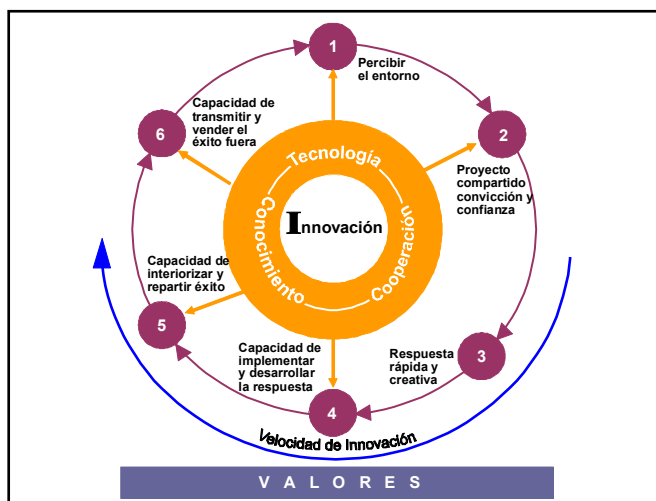 1
Percibir
el entorno
2
Proyecto
compartido
convicción y
confianza
3
Respuesta
rápida y
creativa
4
Capacidad de
implementar
y desarrollar
la respuesta
5
Capacidad de
interiorizar y
repartir éxito
6
Capacidad de
transmitir y
vender el
éxito fuera
Tecnología
Cooperación
Conocimiento
Innovación
Velocidad de Innovación
VALORES